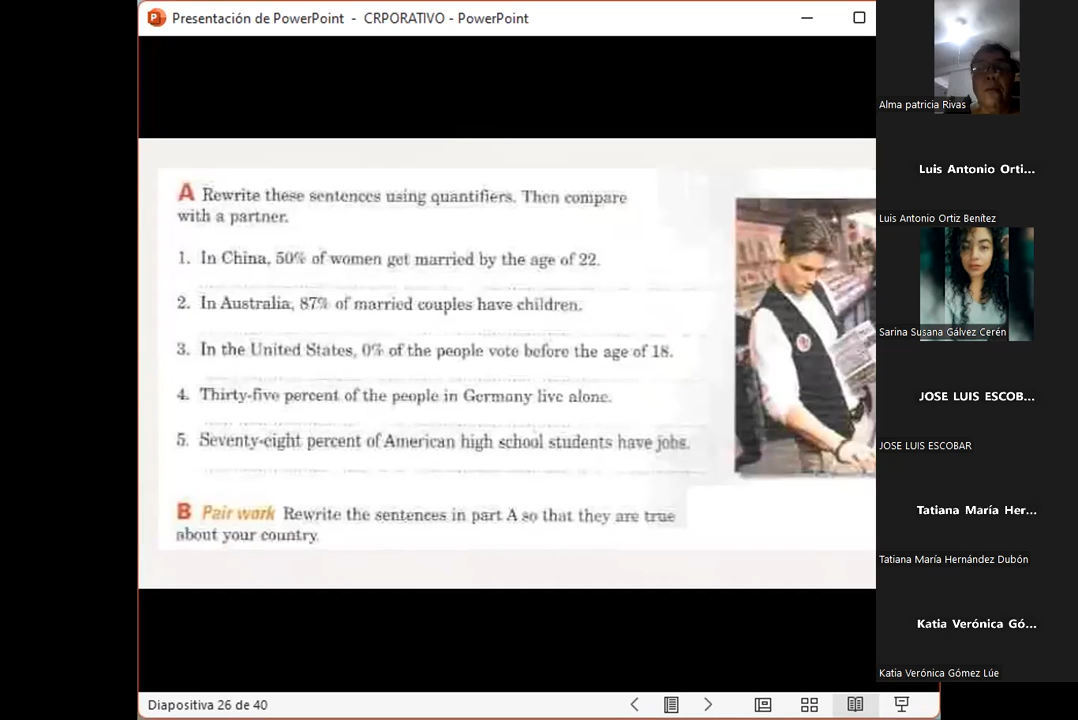 Presentación de PowerPoint - CRPORATIVO - PowerPoint
A Rewrite these sentences using quantifiers. Then compare
with a partner.
1. In China, 50% of women get married by the age of 22.
2. In Australia, 87% of married couples have children.
3. In the United States, 0% of the people vote before the age of 18.
4. Thirty-five percent of the people in Germany live alone.
5. Seventy-eight percent of American high school students have jobs.
B Pair work Rewrite the sentences in part A so that they are true
about your country.
Diapositiva 26 de 40
Alma patricia Rivas
Luis Antonio Orti...
Luis Antonio Ortiz Benítez
Sarina Susana Gálvez Cerén
JOSE LUIS ESCOB...
JOSE LUIS ESCOBAR
Tatiana María Her...
Tatiana María Hernández Dubón
Katia Verónica Gó...
Katia Verónica Gómez Lúe